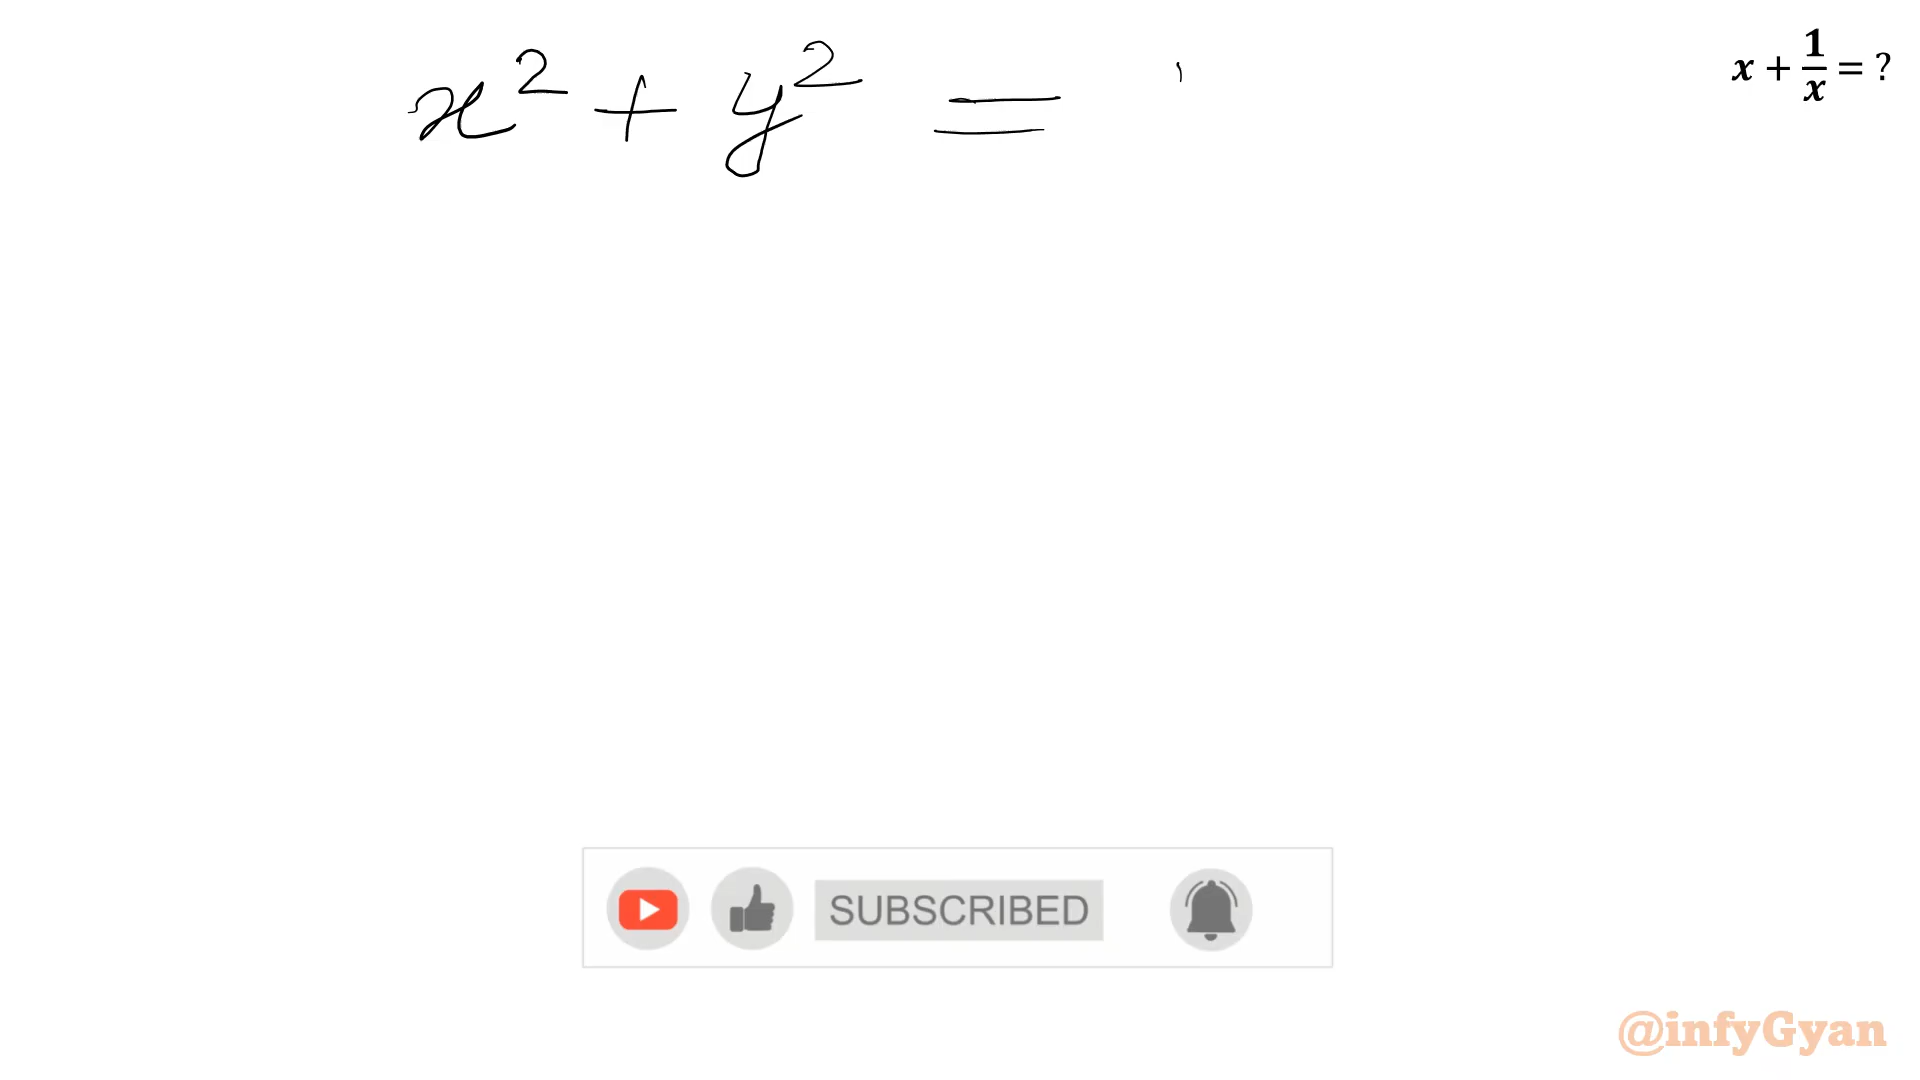 x² + y² =
x + 1/x = ?
SUBSCRIBED
@infyGyan